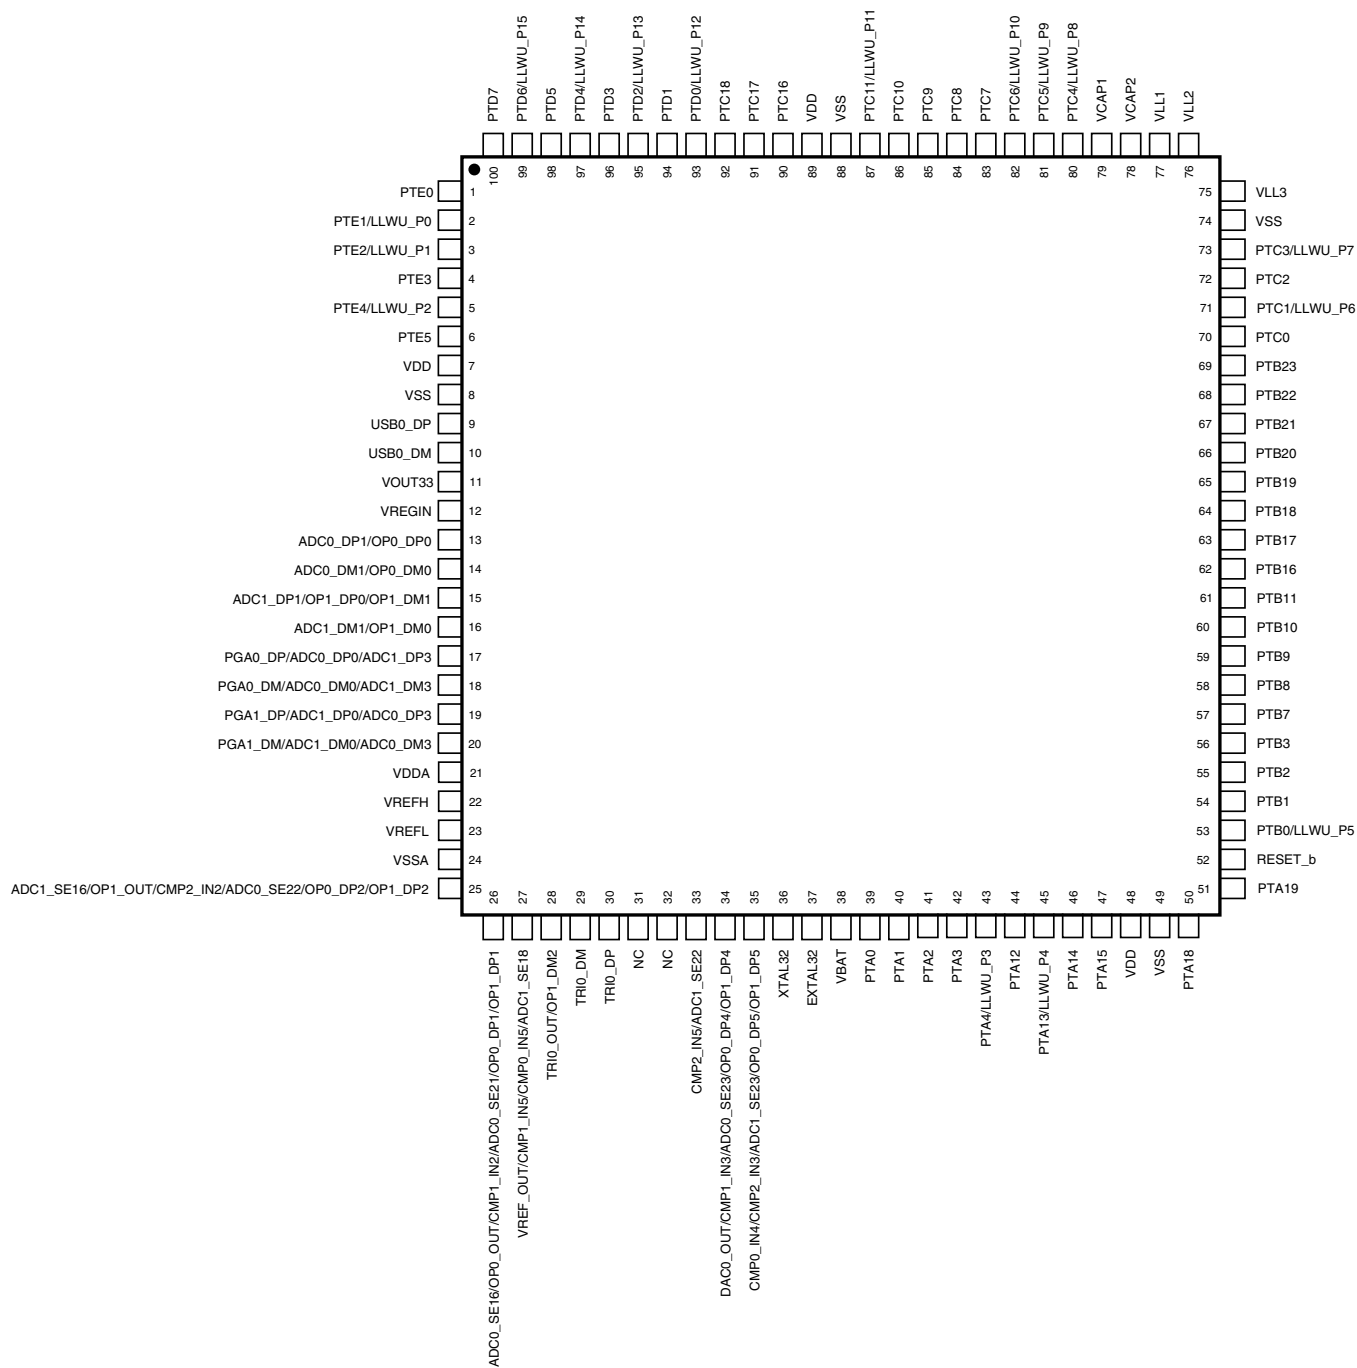 PTD7
PTD6/LLWU_P15
PTD5
PTD4/LLWU_P14
PTD3
PTD2/LLWU_P13
PTD1
PTD0/LLWU_P12
PTC18
PTC17
PTC16
VDD
VSS
PTC11/LLWU_P11
PTC10
PTC9
PTC8
PTC7
PTC6/LLWU_P10
PTC5/LLWU_P9
PTC4/LLWU_P8
VCAP1
VCAP2
VLL1
VLL2
100
99
98
97
96
95
94
93
92
91
90
89
88
87
86
85
84
83
82
81
80
79
78
77
76
PTE0 1
PTE1/LLWU_P0 2
PTE2/LLWU_P1 3
PTE3 4
PTE4/LLWU_P2 5
PTE5 6
VDD 7
VSS 8
USB0_DP 9
USB0_DM 10
VOUT33 11
VREGIN 12
ADC0_DP1/OP0_DP0 13
ADC0_DM1/OP0_DM0 14
ADC1_DP1/OP1_DP0/OP1_DM1 15
ADC1_DM1/OP1_DM0 16
PGA0_DP/ADC0_DP0/ADC1_DP3 17
PGA0_DM/ADC0_DM0/ADC1_DM3 18
PGA1_DP/ADC1_DP0/ADC0_DP3 19
PGA1_DM/ADC1_DM0/ADC0_DM3 20
VDDA 21
VREFH 22
VREFL 23
VSSA 24
ADC1_SE16/OP1_OUT/CMP2_IN2/ADC0_SE22/OP0_DP2/OP1_DP2 25
75 VLL3
74 VSS
73 PTC3/LLWU_P7
72 PTC2
71 PTC1/LLWU_P6
70 PTC0
69 PTB23
68 PTB22
67 PTB21
66 PTB20
65 PTB19
64 PTB18
63 PTB17
62 PTB16
61 PTB11
60 PTB10
59 PTB9
58 PTB8
57 PTB7
56 PTB3
55 PTB2
54 PTB1
53 PTB0/LLWU_P5
52 RESET_b
51 PTA19
26
27
28
29
30
31
32
33
34
35
36
37
38
39
40
41
42
43
44
45
46
47
48
49
50
ADC0_SE16/OP0_OUT/CMP1_IN2/ADC0_SE21/OP0_DP1/OP1_DP1
VREF_OUT/CMP1_IN5/CMP0_IN5/ADC1_SE18
TRI0_OUT/OP1_DM2
TRI0_DM
TRI0_DP
NC
NC
CMP2_IN5/ADC1_SE22
DAC0_OUT/CMP1_IN3/ADC0_SE23/OP0_DP4/OP1_DP4
CMP0_IN4/CMP2_IN3/ADC1_SE23/OP0_DP5/OP1_DP5
XTAL32
EXTAL32
VBAT
PTA0
PTA1
PTA2
PTA3
PTA4/LLWU_P3
PTA12
PTA13/LLWU_P4
PTA14
PTA15
VDD
VSS
PTA18